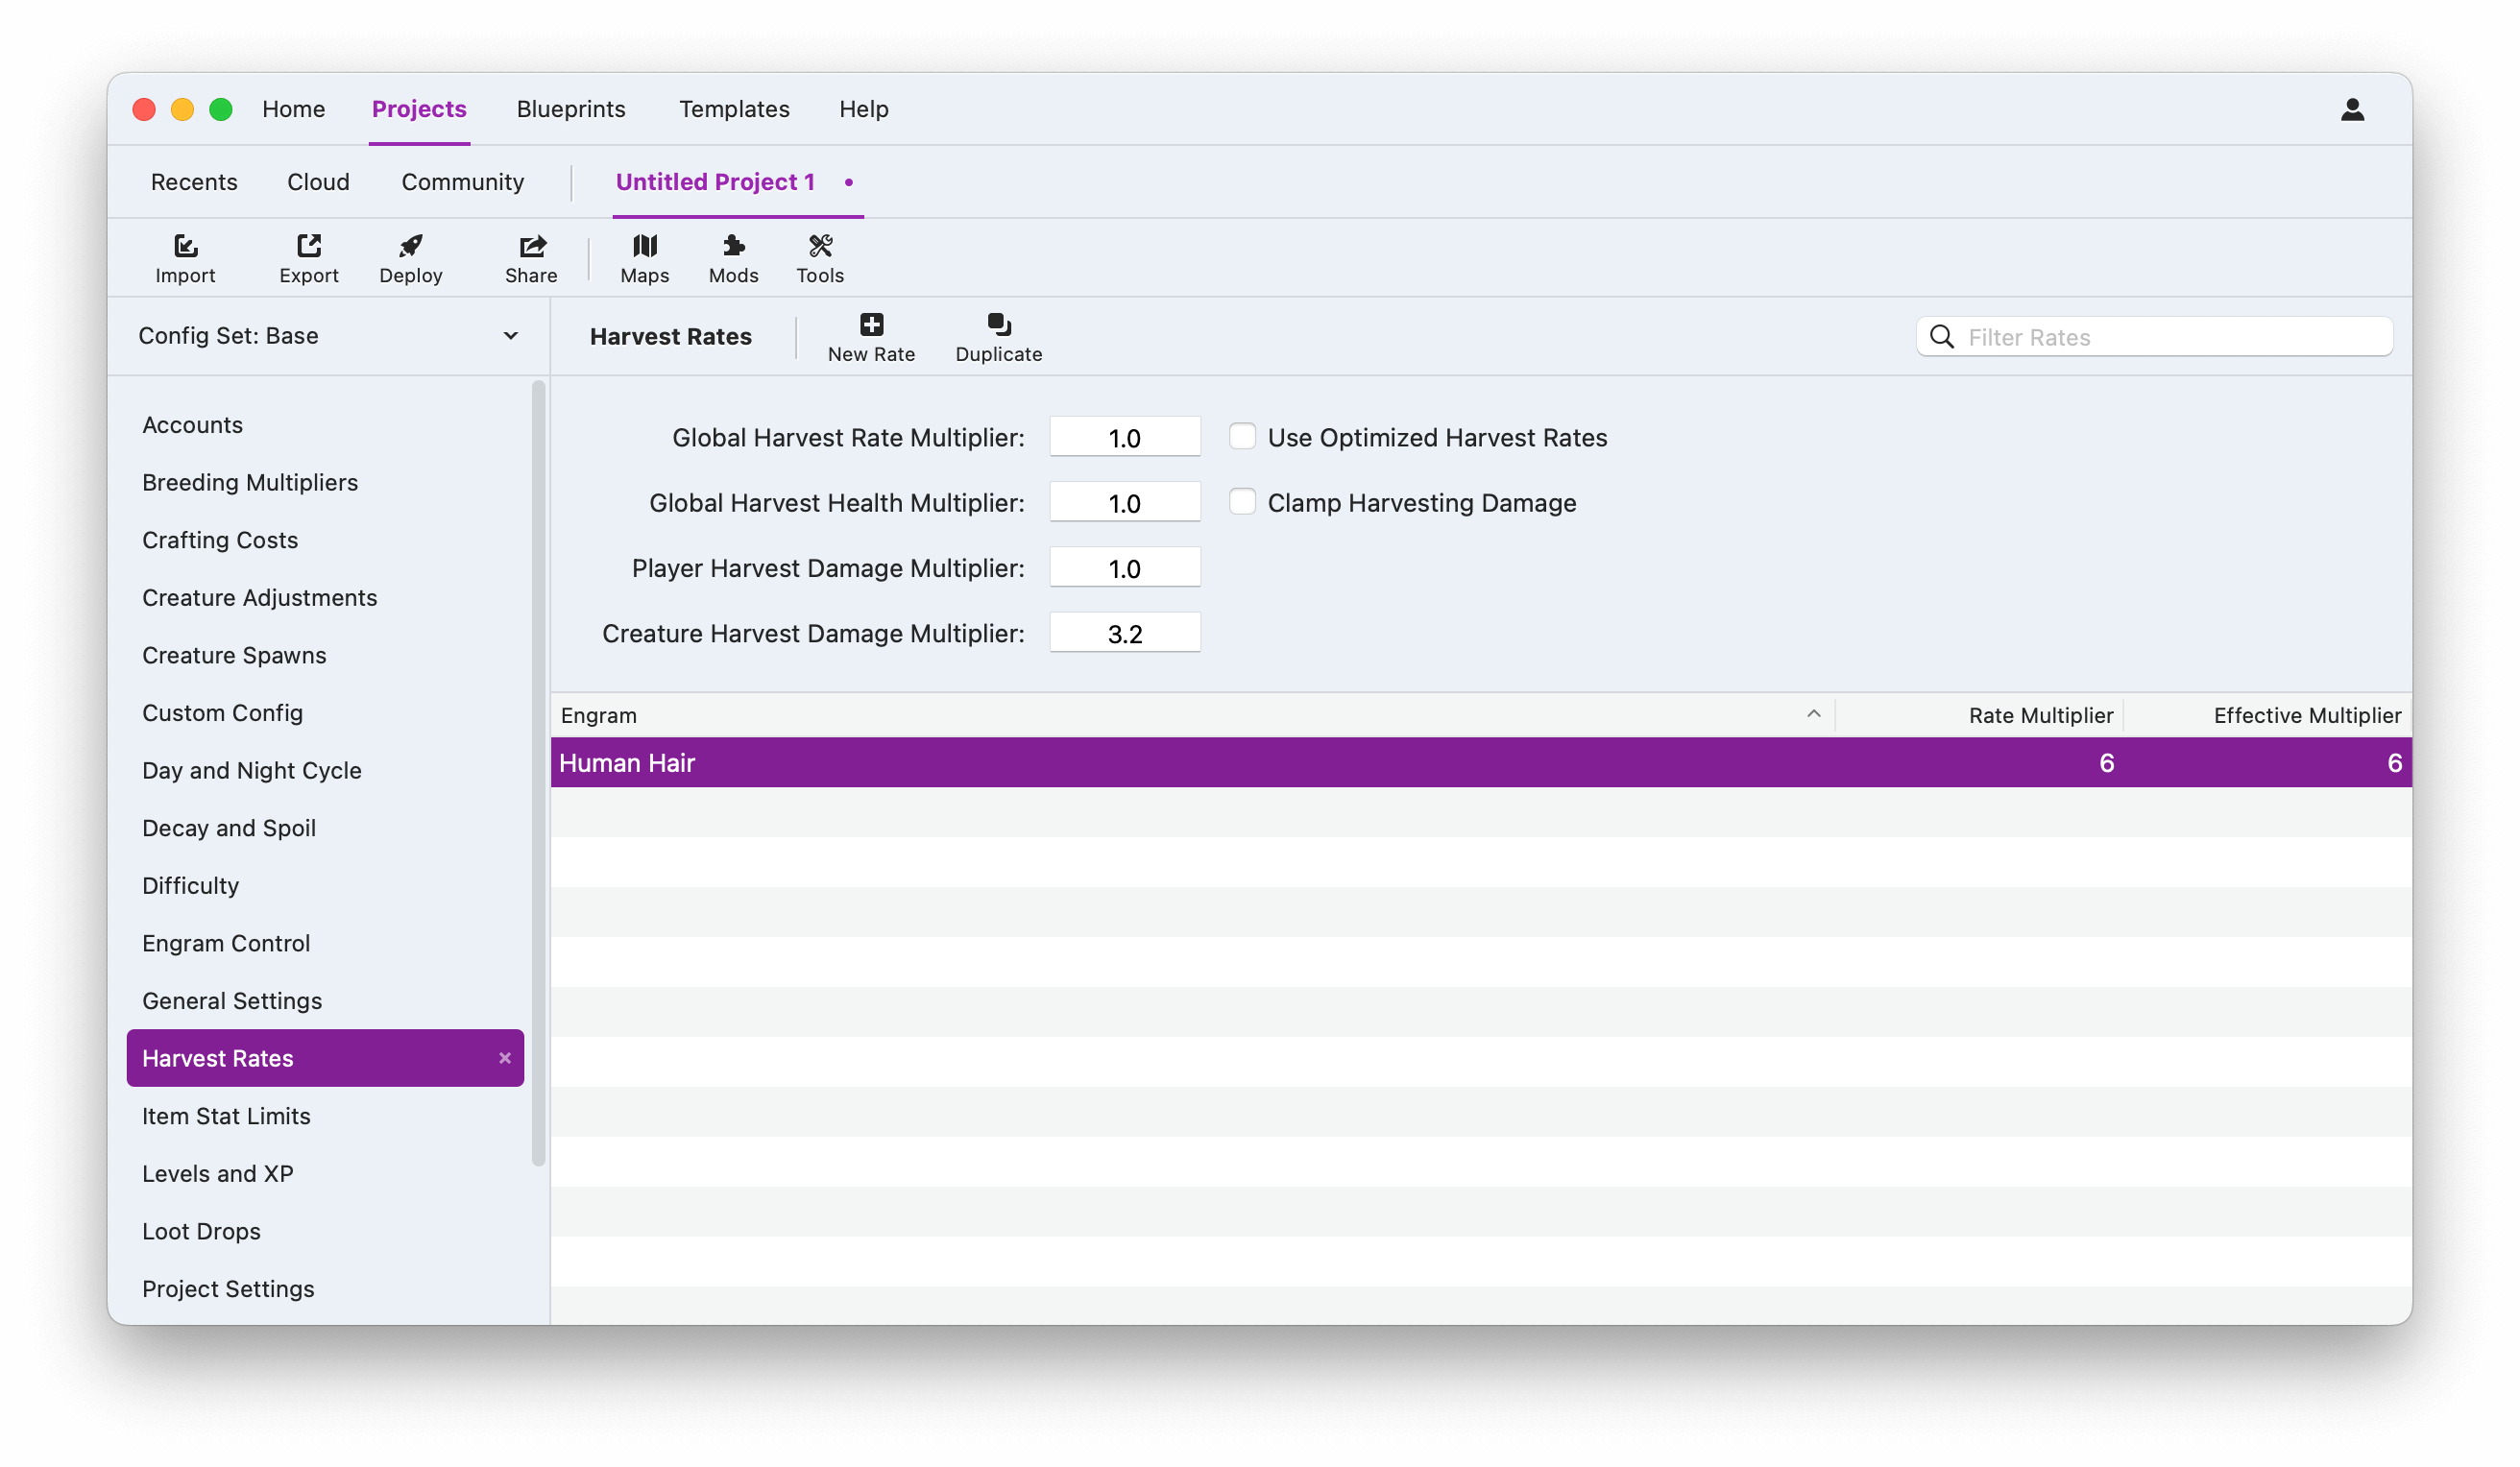 Home Projects Blueprints Templates Help
Recents Cloud Community Untitled Project 1 •
Import Export Deploy Share Maps Mods Tools
Config Set: Base
Harvest Rates New Rate Duplicate Filter Rates
Accounts
Breeding Multipliers
Crafting Costs
Creature Adjustments
Creature Spawns
Custom Config
Day and Night Cycle
Decay and Spoil
Difficulty
Engram Control
General Settings
Harvest Rates ×
Item Stat Limits
Levels and XP
Loot Drops
Project Settings
Global Harvest Rate Multiplier: 1.0 Use Optimized Harvest Rates
Global Harvest Health Multiplier: 1.0 Clamp Harvesting Damage
Player Harvest Damage Multiplier: 1.0
Creature Harvest Damage Multiplier: 3.2
Engram Rate Multiplier Effective Multiplier
Human Hair 6 6